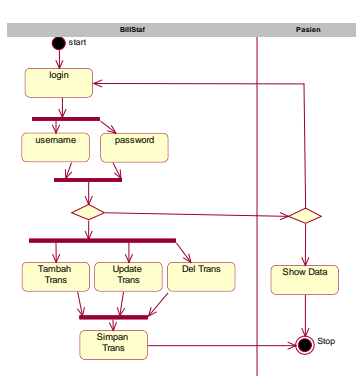 BillStaf
Pasien
start
login
username
password
Tambah
Trans
Update
Trans
Del Trans
Show Data
Simpan
Trans
Stop